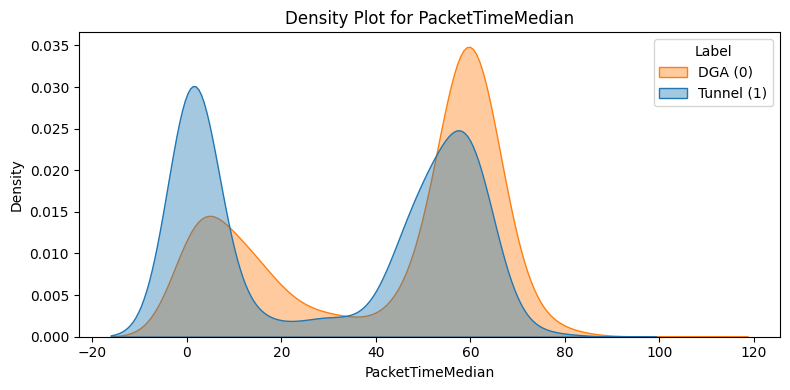 Density Plot for PacketTimeMedian
Label
DGA (0)
Tunnel (1)
Density
0.035
0.030
0.025
0.020
0.015
0.010
0.005
0.000
−20
0
20
40
60
80
100
120
PacketTimeMedian